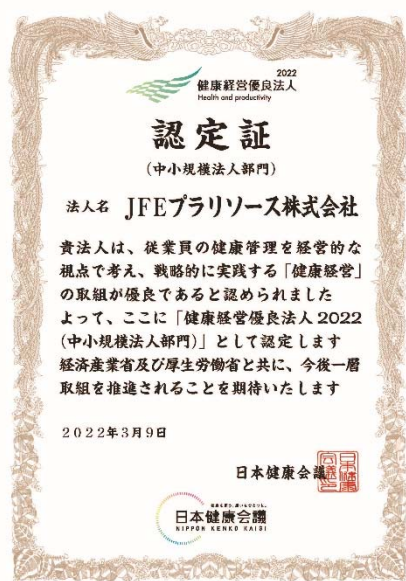 2022
健康経営優良法人
Health and productivity
認定証
(中小規模法人部門)
法人名 JFEプラリソース株式会社
貴法人は、従業員の健康管理を経営的な
視点で考え、戦略的に実践する「健康経営」
の取組が優良であると認められました
よって、ここに「健康経営優良法人2022
(中小規模法人部門)」として認定します
経済産業省及び厚生労働省と共に、今後一層
取組を推進されることを期待いたします
2022年3月9日
日本健康会議
日本健康会議
NIPPON KENKO KAIGI